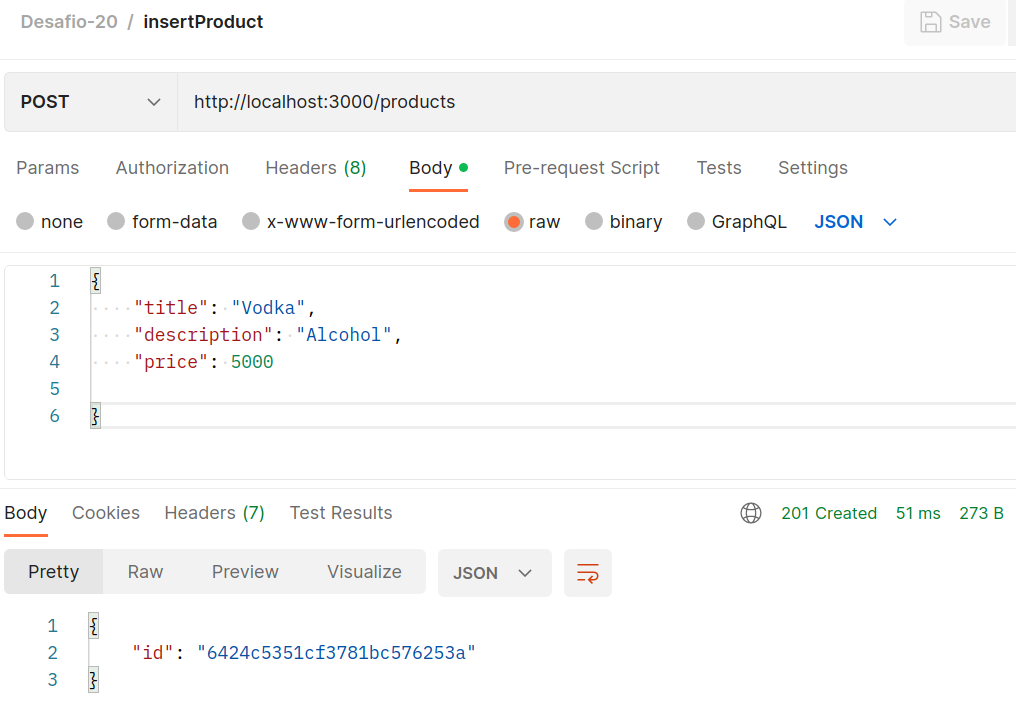 Desafio-20 / insertProduct Save
POST http://localhost:3000/products
Params Authorization Headers (8) Body Pre-request Script Tests Settings
none form-data x-www-form-urlencoded raw binary GraphQL JSON
1 {
2 ····"title":·"Vodka",
3 ····"description":·"Alcohol",
4 ····"price":·5000
5
6 }
Body Cookies Headers (7) Test Results 201 Created 51 ms 273 B
Pretty Raw Preview Visualize JSON
1 {
2 "id": "6424c5351cf3781bc576253a"
3 }